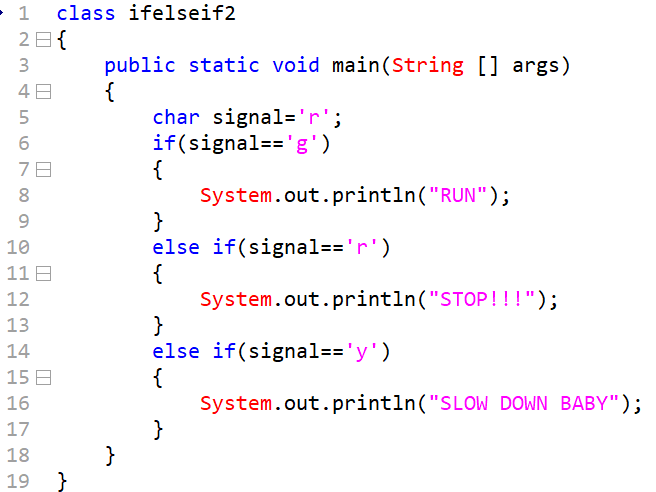 1 class ifelseif2
2 {
3     public static void main(String [] args)
4     {
5         char signal='r';
6         if(signal=='g')
7         {
8             System.out.println("RUN");
9         }
10         else if(signal=='r')
11         {
12             System.out.println("STOP!!!");
13         }
14         else if(signal=='y')
15         {
16             System.out.println("SLOW DOWN BABY");
17         }
18     }
19 }